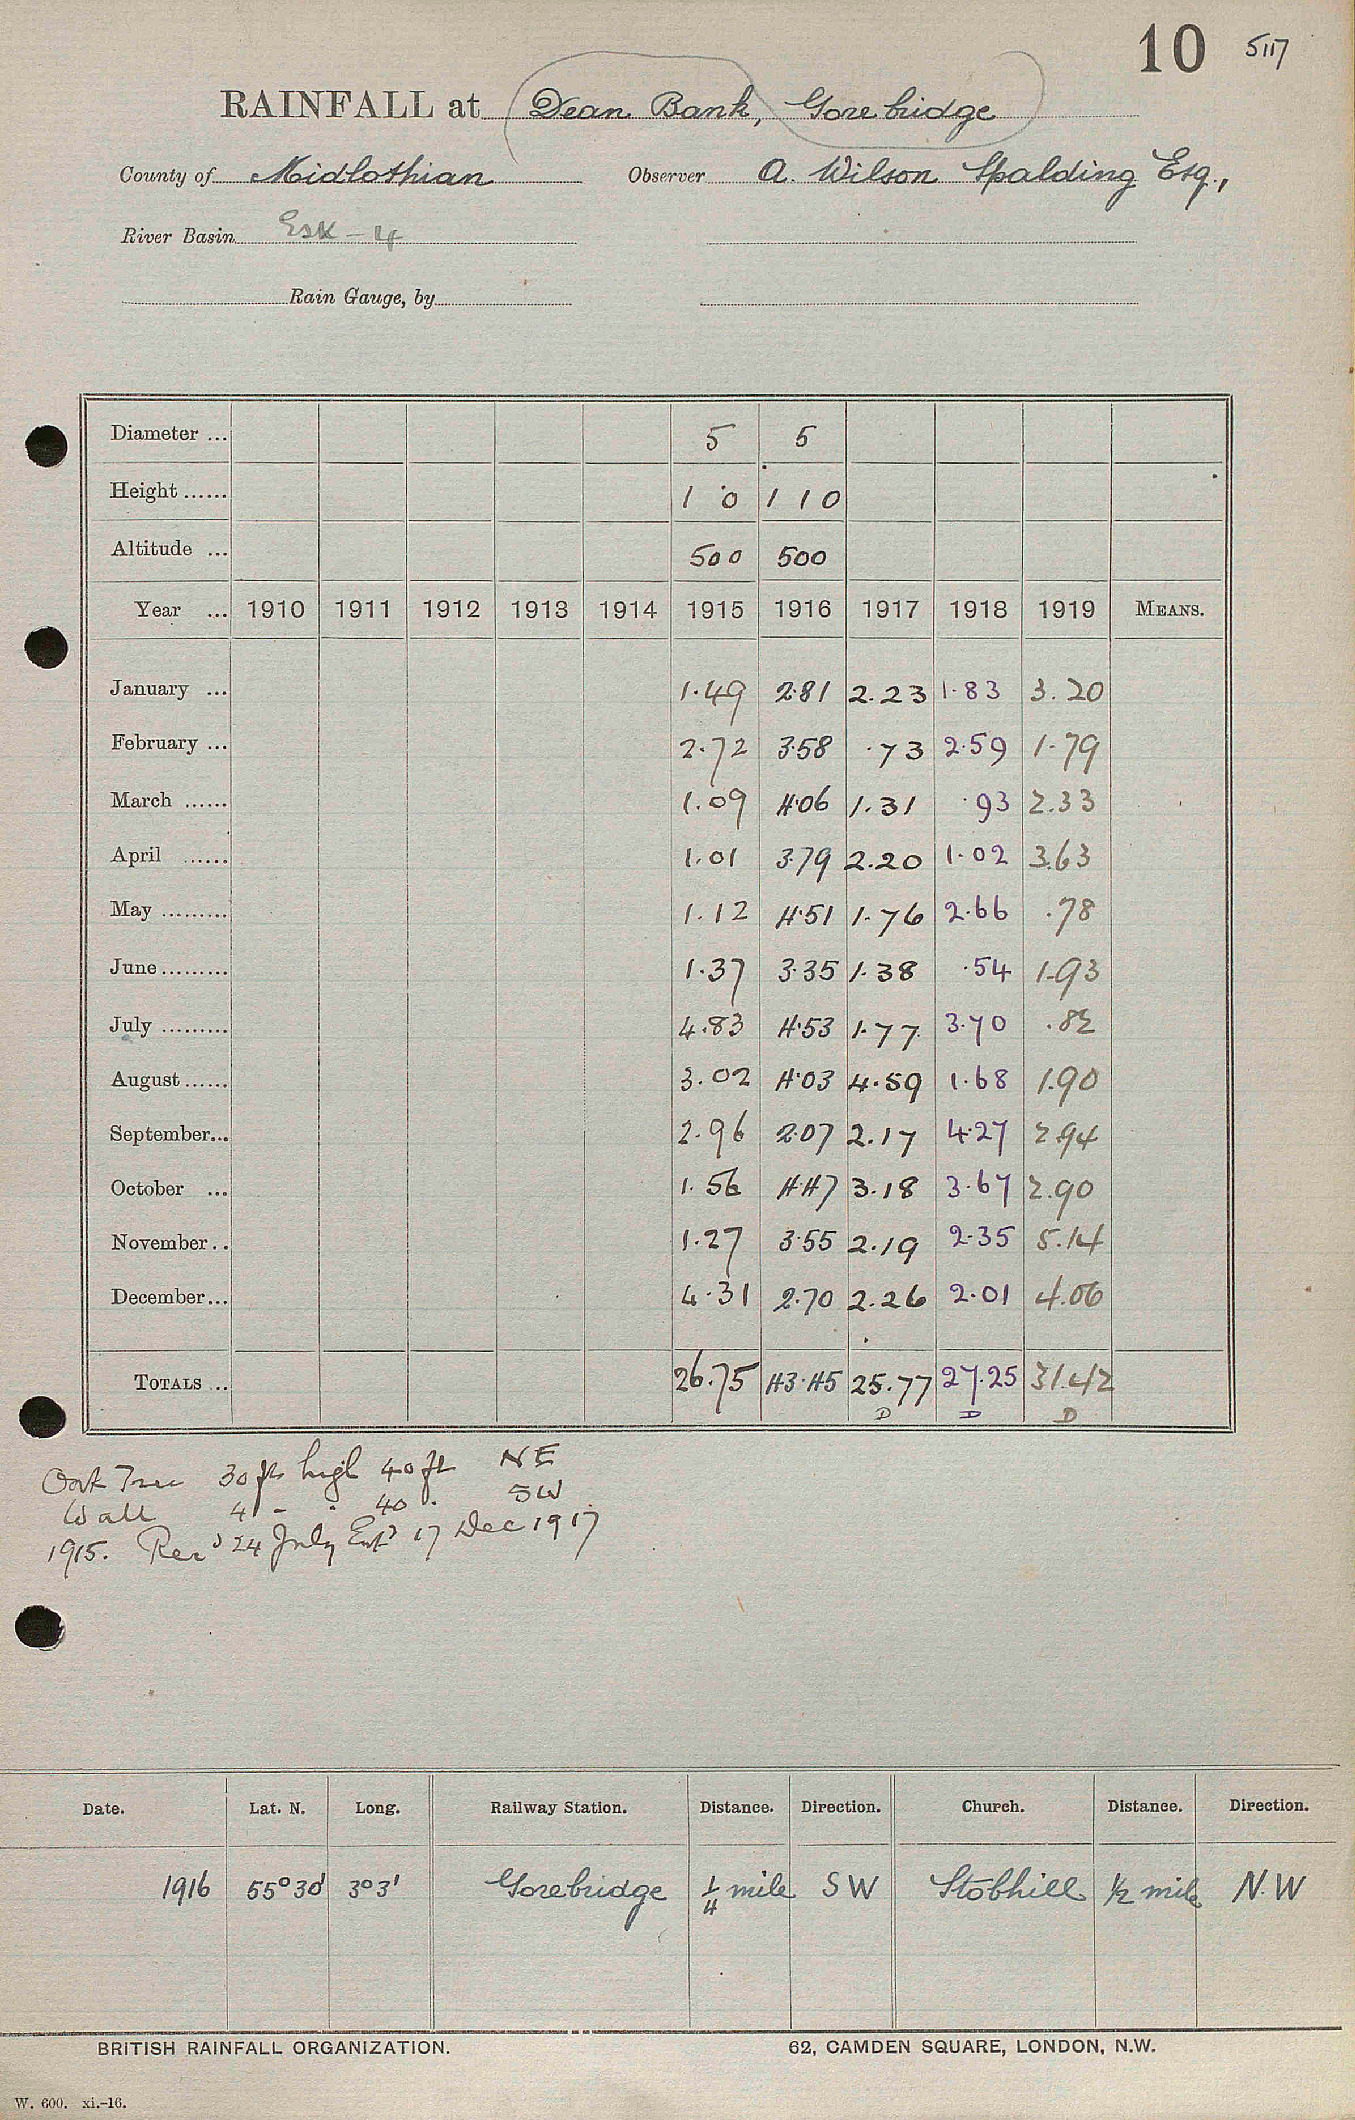 10 5117
RAINFALL at Dean Bank, Gorebridge
County of Midlothian Observer A. Wilson Spalding Esq.,
River Basin Esk - 4
Rain Gauge, by
Diameter ... 5 5
Height ...... 1 0 1 10
Altitude ... 500 500
Year ... 1910 1911 1912 1913 1914 1915 1916 1917 1918 1919 MEANS.
January ... 1.49 2.81 2.23 1.83 3.20
February ... 2.72 3.58 .73 2.59 1.79
March ...... 1.09 4.06 1.31 .93 2.33
April ...... 1.01 3.79 2.20 1.02 3.63
May ......... 1.12 4.51 1.76 2.66 .78
June ......... 1.37 3.35 1.38 .54 1.93
July ......... 4.83 4.53 1.77 3.70 .82
August ...... 3.02 4.03 4.59 1.68 1.90
September... 2.96 2.07 2.17 4.27 2.94
October ... 1.56 4.47 3.18 3.67 2.90
November.. 1.27 3.55 2.19 2.35 5.14
December... 4.31 2.70 2.26 2.01 4.06
TOTALS ... 26.75 43.45 25.77 27.25 31.42
D D D
Oak Tree 30 ft high 40 ft NE
Wall 4 - " 40 " SW
1915. Recd 24 July Entd 17 Dec 1917
Date. Lat. N. Long. Railway Station. Distance. Direction. Church. Distance. Direction.
1916 55°30' 3°3' Gorebridge 1/4 mile SW Stobhill 1/2 mile N.W
BRITISH RAINFALL ORGANIZATION. 62, CAMDEN SQUARE, LONDON, N.W.
W. 600. xi.-16.